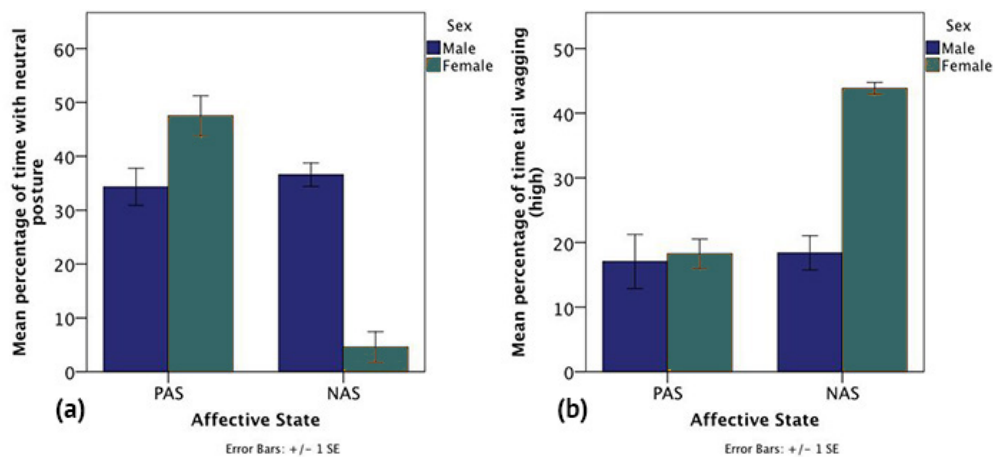 Sex
Male
Female
60
50
40
30
20
10
0
Mean percentage of time with neutral
posture
PAS
NAS
(a)
Affective State
Error Bars: +/- 1 SE
Sex
Male
Female
50
40
30
20
10
0
Mean percentage of time tail wagging
(high)
PAS
NAS
(b)
Affective State
Error Bars: +/- 1 SE